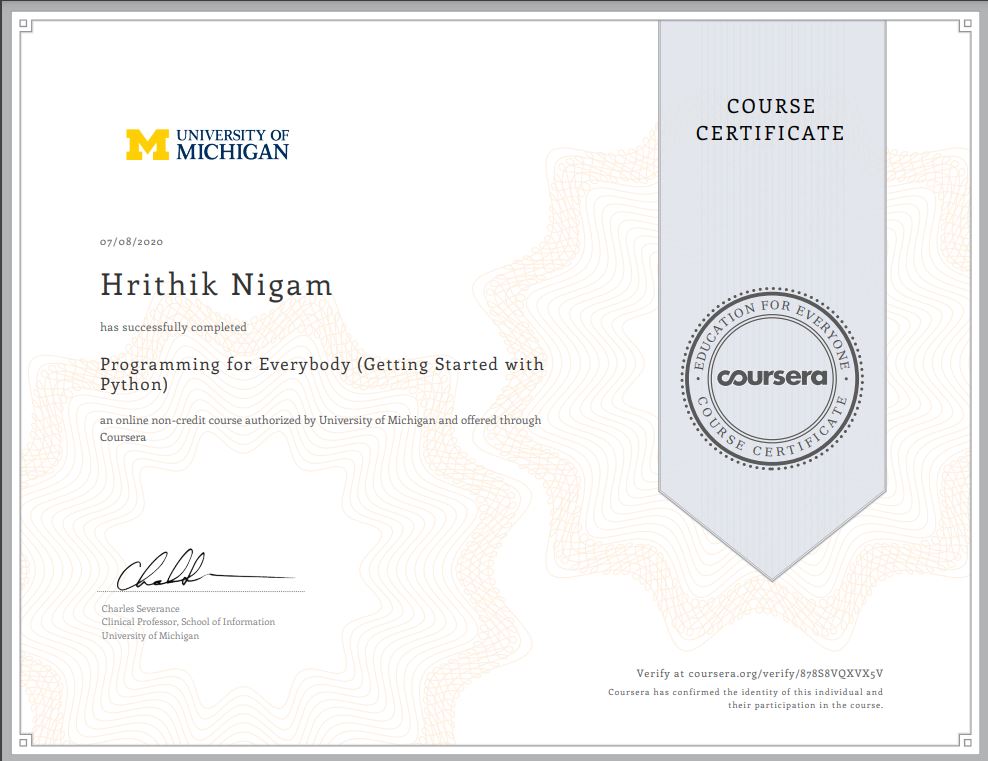 COURSE
CERTIFICATE
UNIVERSITY OF
MICHIGAN
07/08/2020
Hrithik Nigam
has successfully completed
Programming for Everybody (Getting Started with
Python)
an online non-credit course authorized by University of Michigan and offered through
Coursera
EDUCATION FOR EVERYONE
coursera
COURSE CERTIFICATE
Charles Severance
Clinical Professor, School of Information
University of Michigan
Verify at coursera.org/verify/878S8VQXVX5V
Coursera has confirmed the identity of this individual and
their participation in the course.